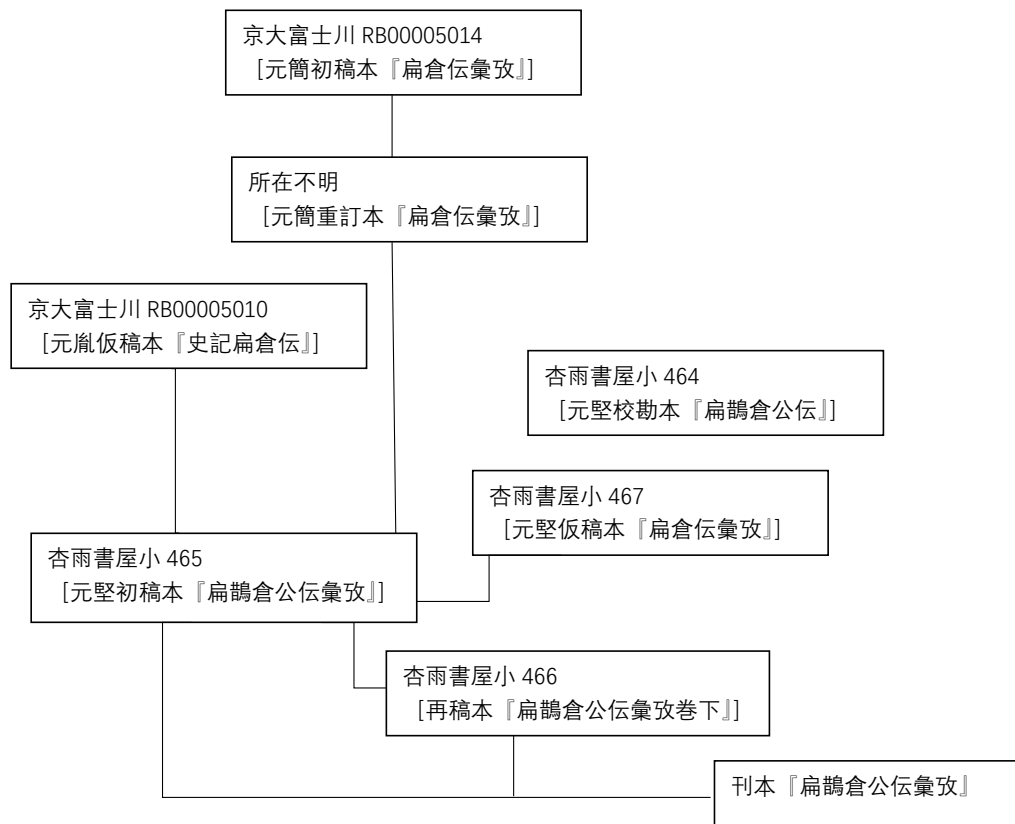 京大富士川 RB00005014
[元簡初稿本『扁倉伝彙攷』]
所在不明
[元簡重訂本『扁倉伝彙攷』]
京大富士川 RB00005010
[元胤仮稿本『史記扁倉伝』]
杏雨書屋小 464
[元堅校勘本『扁鵲倉公伝』]
杏雨書屋小 467
[元堅仮稿本『扁倉伝彙攷』]
杏雨書屋小 465
[元堅初稿本『扁鵲倉公伝彙攷』]
杏雨書屋小 466
[再稿本『扁鵲倉公伝彙攷巻下』]
刊本『扁鵲倉公伝彙攷』